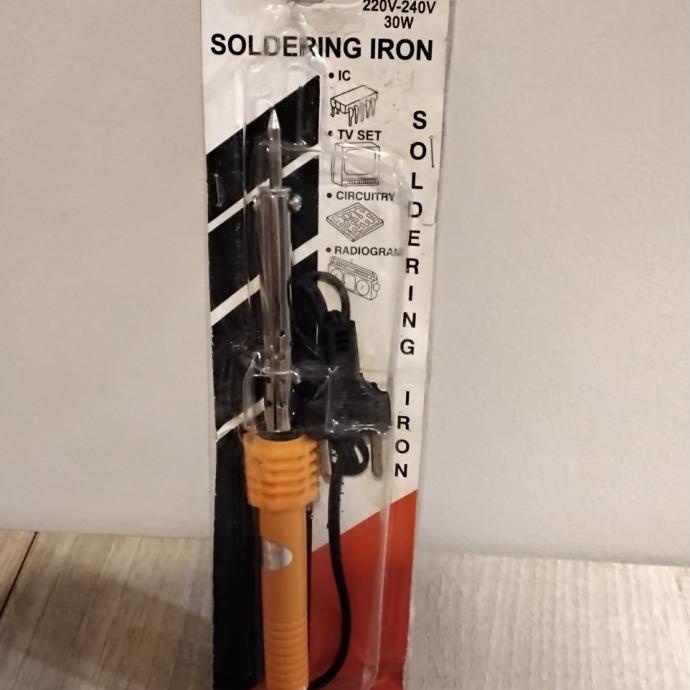 220V-240V
30W
SOLDERING IRON
• IC
• TV SET
• CIRCUITRY
• RADIOGRAM
SOLDERING IRON